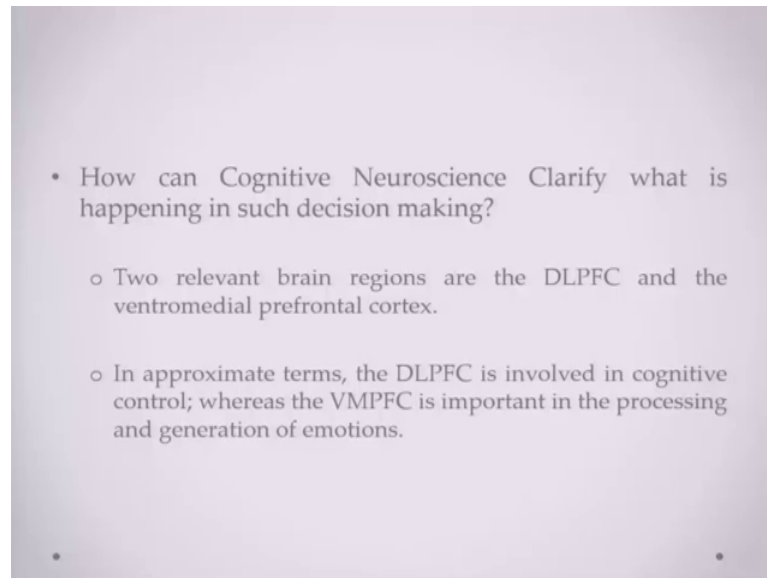 • How can Cognitive Neuroscience Clarify what is
happening in such decision making?
o Two relevant brain regions are the DLPFC and the
ventromedial prefrontal cortex.
o In approximate terms, the DLPFC is involved in cognitive
control; whereas the VMPFC is important in the processing
and generation of emotions.